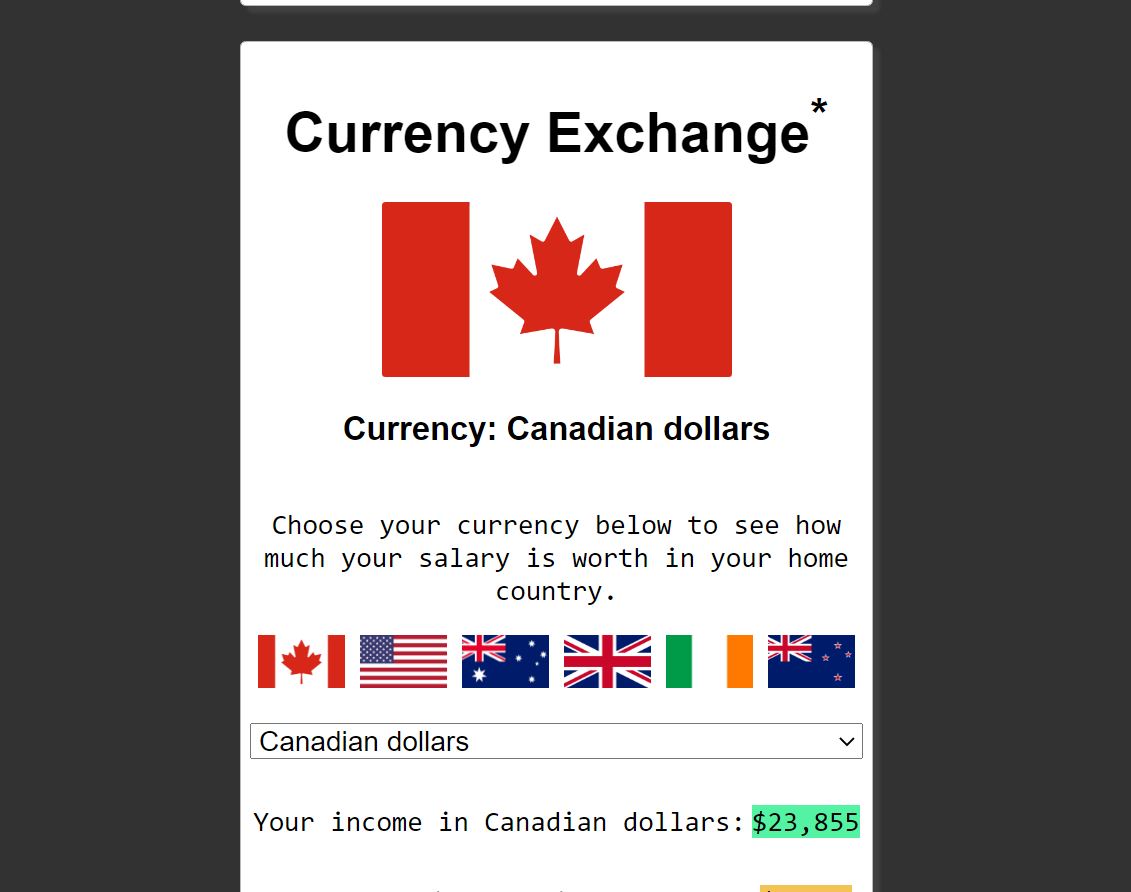 Currency Exchange*
Currency: Canadian dollars
Choose your currency below to see how
much your salary is worth in your home
country.
Canadian dollars
Your income in Canadian dollars: $23,855